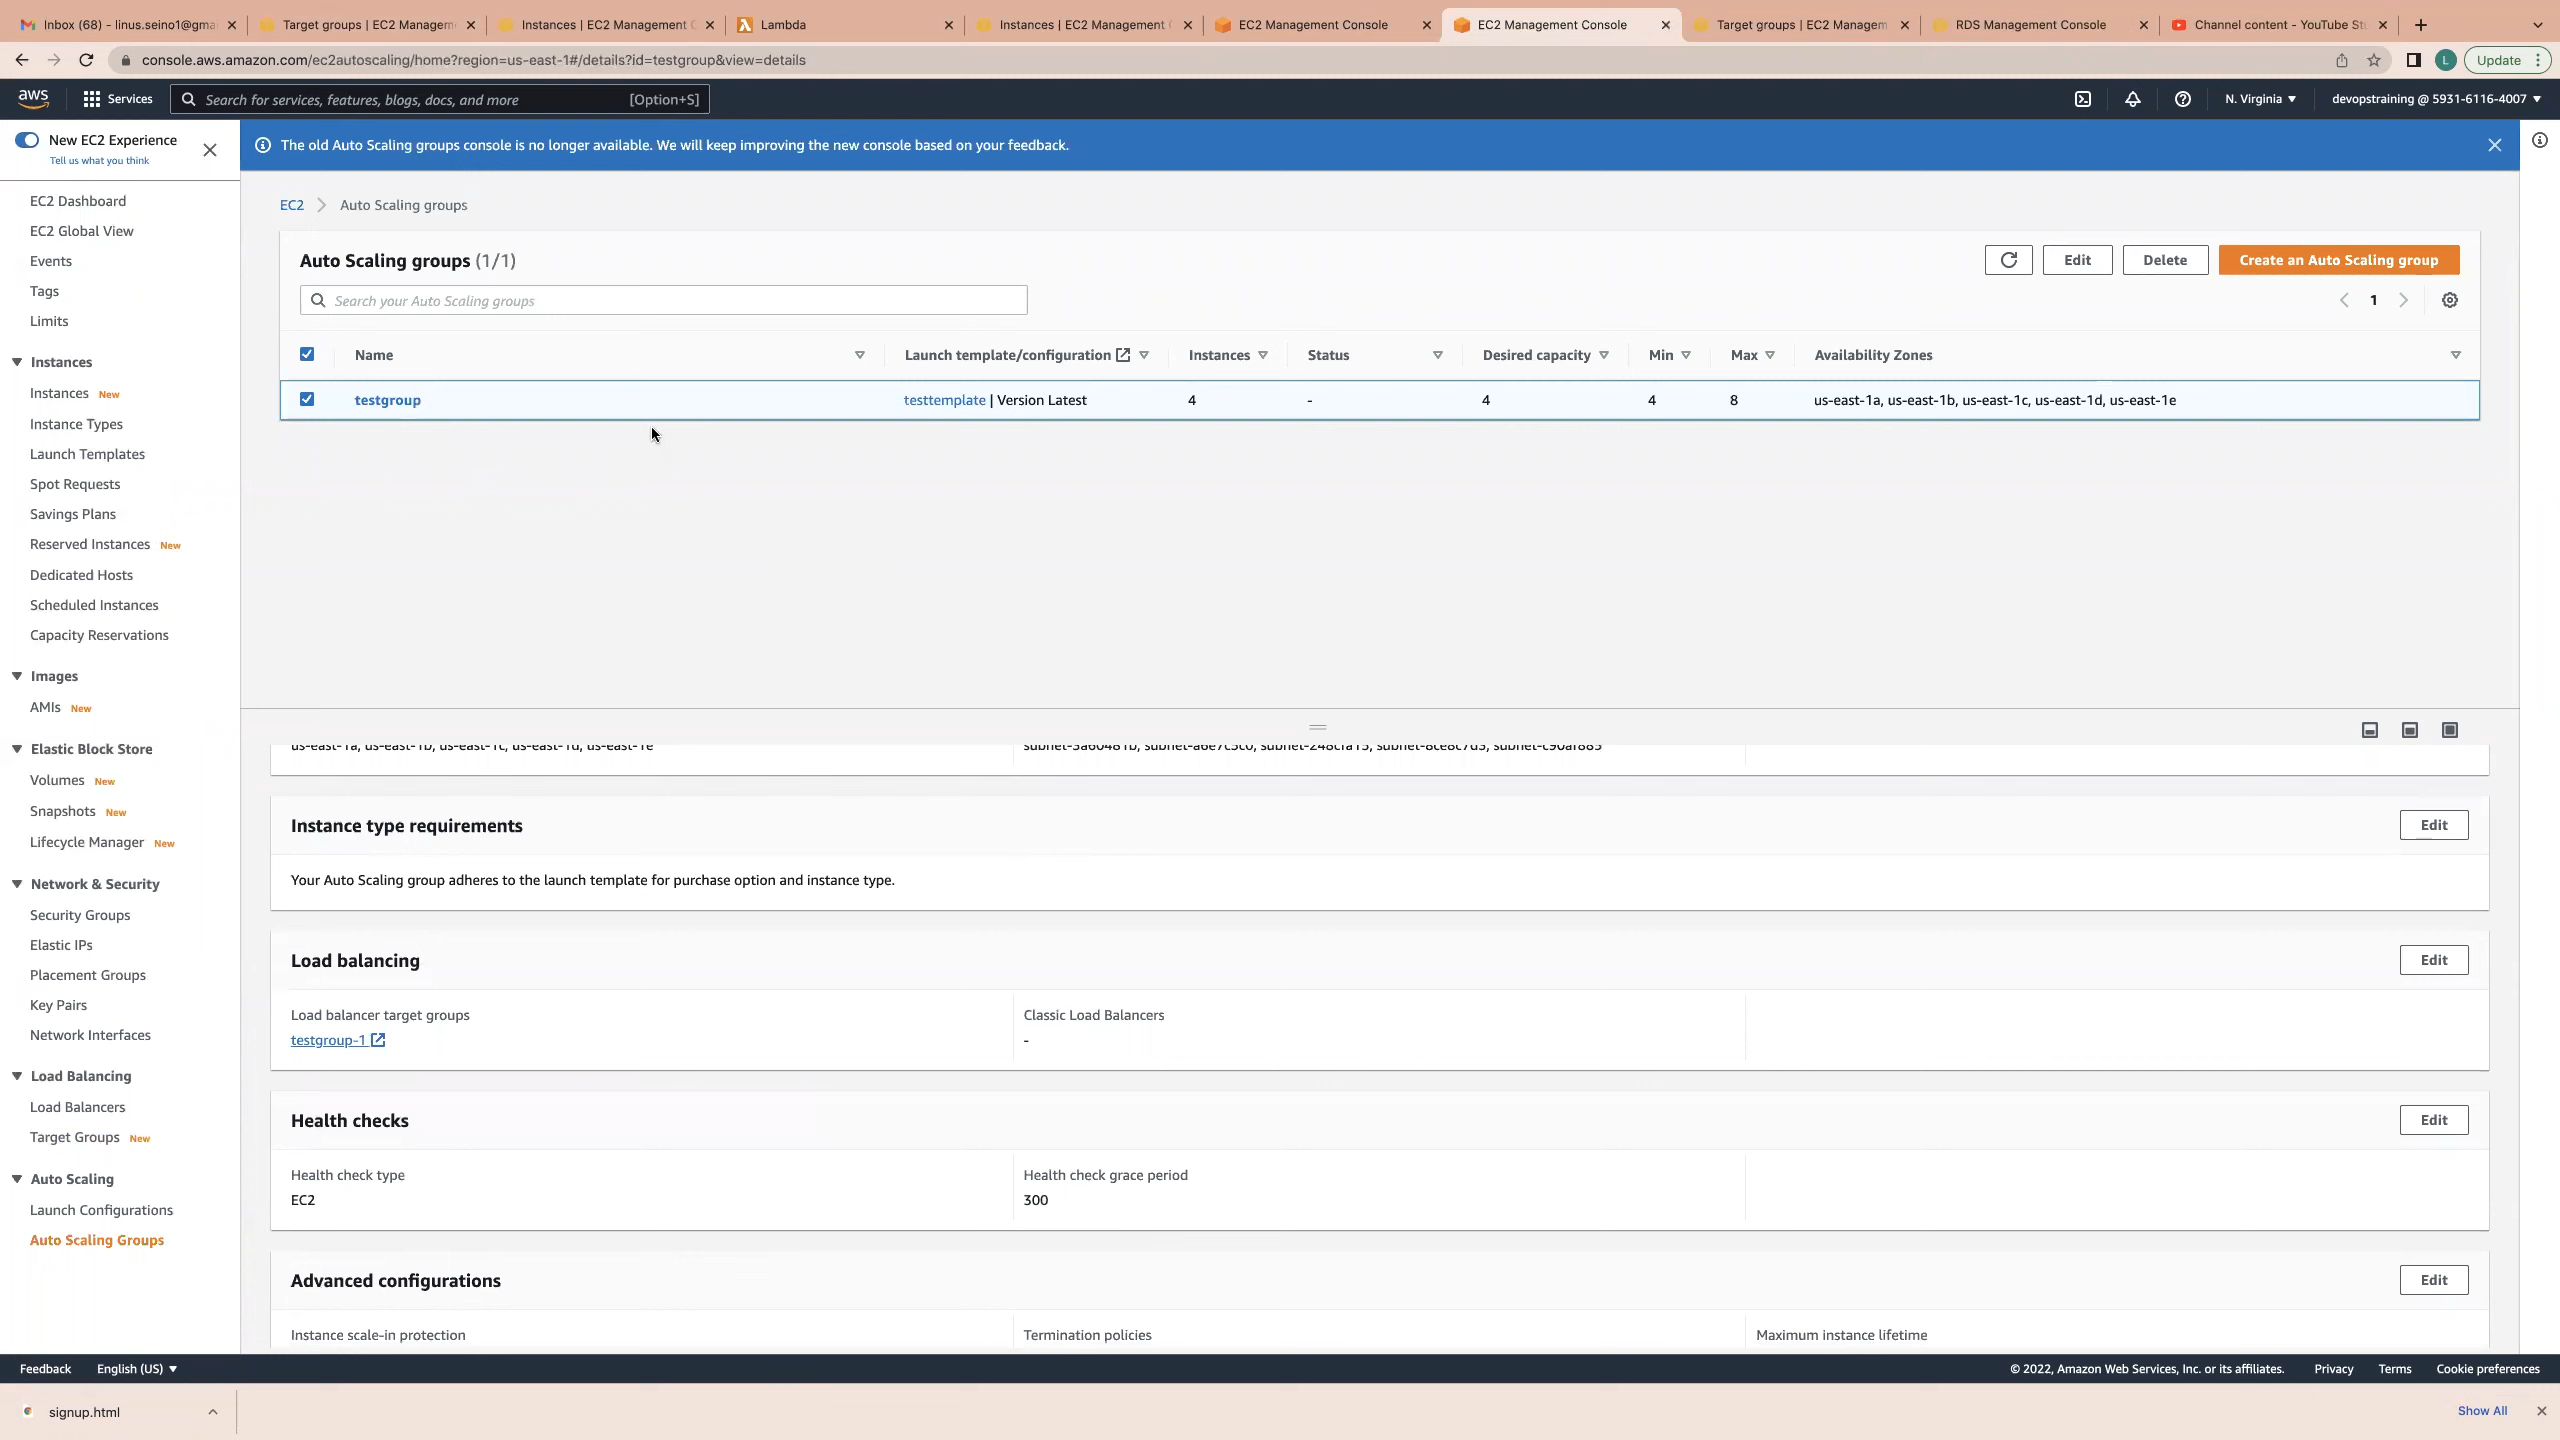 Inbox (68) - linus.seino1@gma
Target groups | EC2 Managem
Instances | EC2 Management C
Lambda
Instances | EC2 Management (
EC2 Management Console
EC2 Management Console
Target groups | EC2 Managem
RDS Management Console
Channel content - YouTube St
console.aws.amazon.com/ec2autoscaling/home?region=us-east-1#/details?id=testgroup&view=details
L
Update
aws
Services
Search for services, features, blogs, docs, and more
[Option+S]
N. Virginia
devopstraining @ 5931-6116-4007
New EC2 Experience
Tell us what you think
The old Auto Scaling groups console is no longer available. We will keep improving the new console based on your feedback.
EC2 Dashboard
EC2 Global View
Events
Tags
Limits
Instances
Instances New
Instance Types
Launch Templates
Spot Requests
Savings Plans
Reserved Instances New
Dedicated Hosts
Scheduled Instances
Capacity Reservations
Images
AMIs New
Elastic Block Store
Volumes New
Snapshots New
Lifecycle Manager New
Network & Security
Security Groups
Elastic IPs
Placement Groups
Key Pairs
Network Interfaces
Load Balancing
Load Balancers
Target Groups New
Auto Scaling
Launch Configurations
Auto Scaling Groups
EC2
Auto Scaling groups
Auto Scaling groups (1/1)
Edit
Delete
Create an Auto Scaling group
Search your Auto Scaling groups
1
Name
Launch template/configuration
Instances
Status
Desired capacity
Min
Max
Availability Zones
testgroup
testtemplate | Version Latest
4
-
4
4
8
us-east-1a, us-east-1b, us-east-1c, us-east-1d, us-east-1e
us-east-1a, us-east-1b, us-east-1c, us-east-1d, us-east-1e
Instance type requirements
Edit
Your Auto Scaling group adheres to the launch template for purchase option and instance type.
Load balancing
Edit
Load balancer target groups
testgroup-1
Classic Load Balancers
-
Health checks
Edit
Health check type
EC2
Health check grace period
300
Advanced configurations
Edit
Instance scale-in protection
Termination policies
Maximum instance lifetime
Feedback
English (US)
© 2022, Amazon Web Services, Inc. or its affiliates.
Privacy
Terms
Cookie preferences
signup.html
Show All